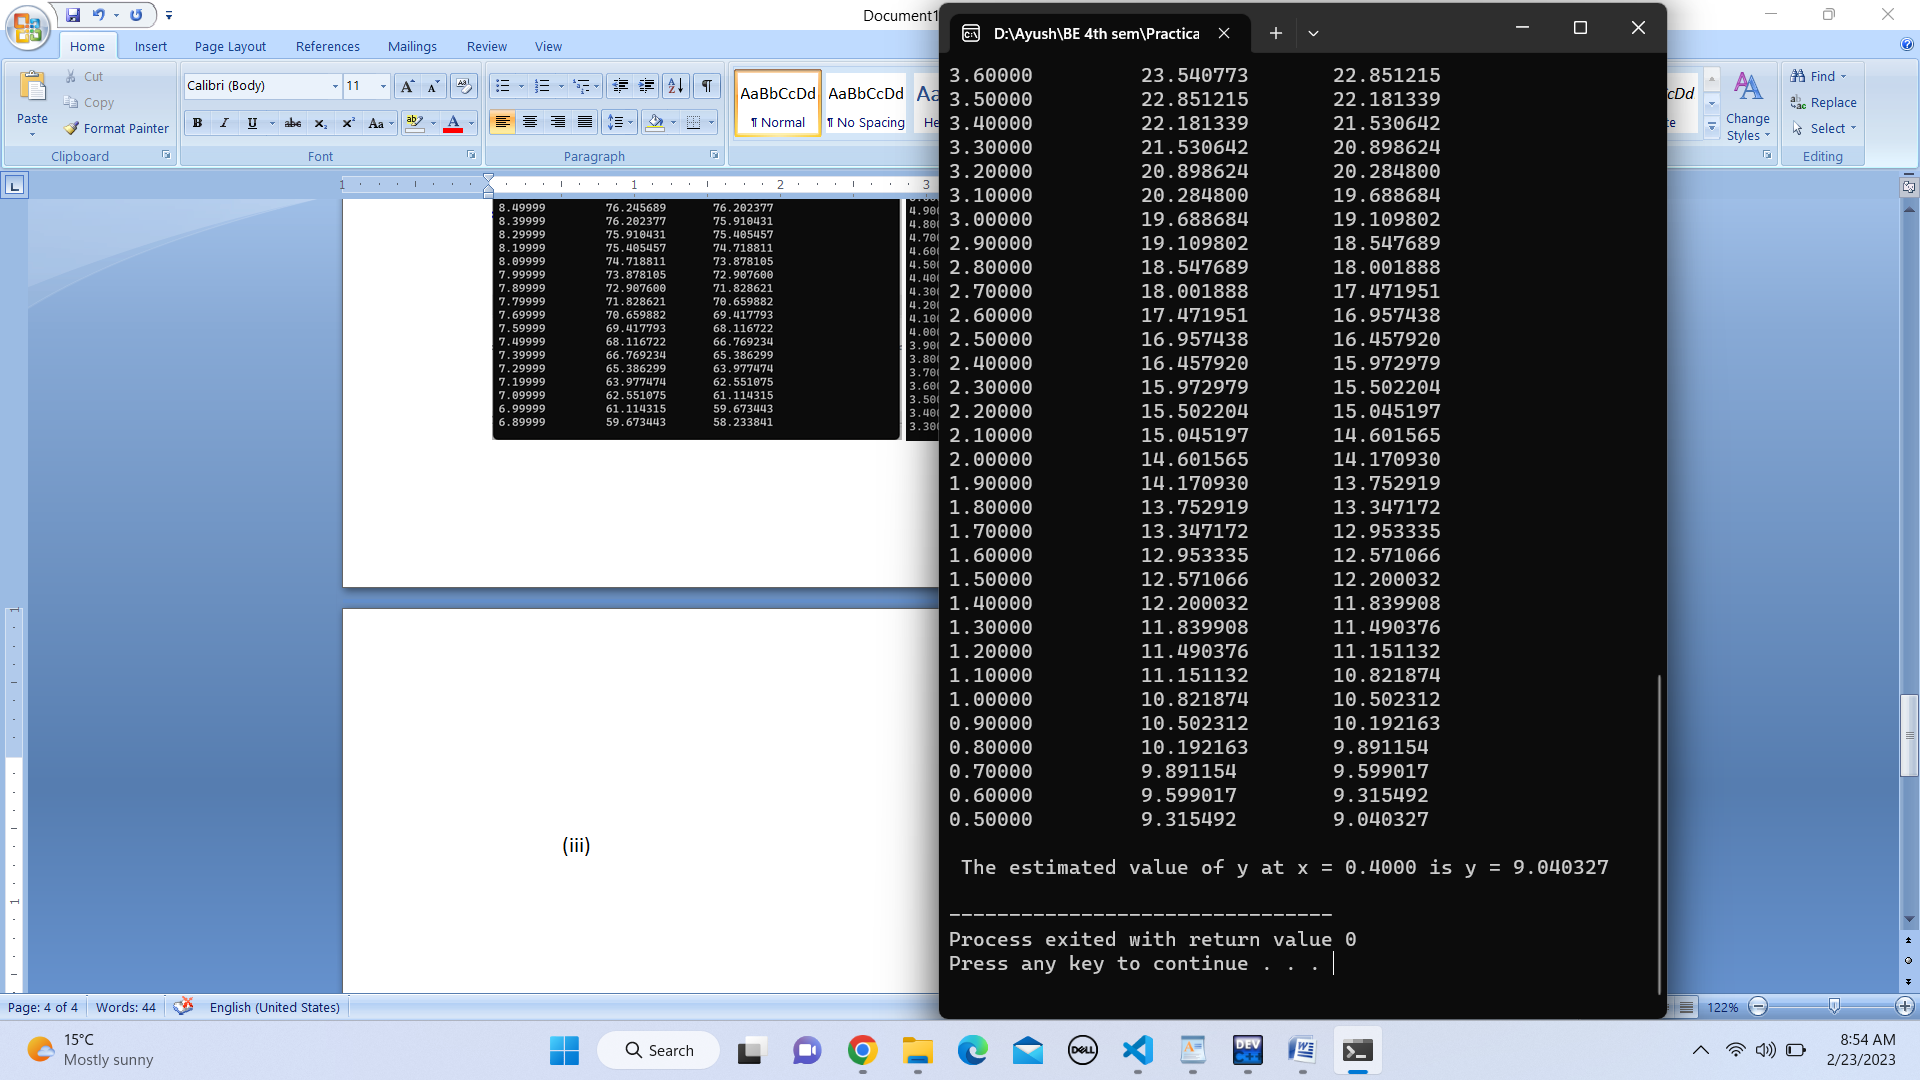 Document1
Home Insert Page Layout References Mailings Review View
Paste
Cut
Copy
Format Painter
Clipboard
Calibri (Body) 11
B I U abc x₂ x² Aa
Font
Paragraph
AaBbCcDd
¶ Normal
AaBbCcDd
¶ No Spacing
Change
Styles
Find
Replace
Select
Editing
1 1 2 3
8.49999 76.245689 76.202377
8.39999 76.202377 75.910431
8.29999 75.910431 75.405457
8.19999 75.405457 74.718811
8.09999 74.718811 73.878105
7.99999 73.878105 72.907600
7.89999 72.907600 71.828621
7.79999 71.828621 70.659882
7.69999 70.659882 69.417793
7.59999 69.417793 68.116722
7.49999 68.116722 66.769234
7.39999 66.769234 65.386299
7.29999 65.386299 63.977474
7.19999 63.977474 62.551075
7.09999 62.551075 61.114315
6.99999 61.114315 59.673443
6.89999 59.673443 58.233841
(iii)
D:\Ayush\BE 4th sem\Practica
3.60000 23.540773 22.851215
3.50000 22.851215 22.181339
3.40000 22.181339 21.530642
3.30000 21.530642 20.898624
3.20000 20.898624 20.284800
3.10000 20.284800 19.688684
3.00000 19.688684 19.109802
2.90000 19.109802 18.547689
2.80000 18.547689 18.001888
2.70000 18.001888 17.471951
2.60000 17.471951 16.957438
2.50000 16.957438 16.457920
2.40000 16.457920 15.972979
2.30000 15.972979 15.502204
2.20000 15.502204 15.045197
2.10000 15.045197 14.601565
2.00000 14.601565 14.170930
1.90000 14.170930 13.752919
1.80000 13.752919 13.347172
1.70000 13.347172 12.953335
1.60000 12.953335 12.571066
1.50000 12.571066 12.200032
1.40000 12.200032 11.839908
1.30000 11.839908 11.490376
1.20000 11.490376 11.151132
1.10000 11.151132 10.821874
1.00000 10.821874 10.502312
0.90000 10.502312 10.192163
0.80000 10.192163 9.891154
0.70000 9.891154 9.599017
0.60000 9.599017 9.315492
0.50000 9.315492 9.040327
The estimated value of y at x = 0.4000 is y = 9.040327
--------------------------------
Process exited with return value 0
Press any key to continue . . .
Page: 4 of 4 Words: 44 English (United States) 122%
15°C
Mostly sunny
Search
DELL
DEV
C++
8:54 AM
2/23/2023